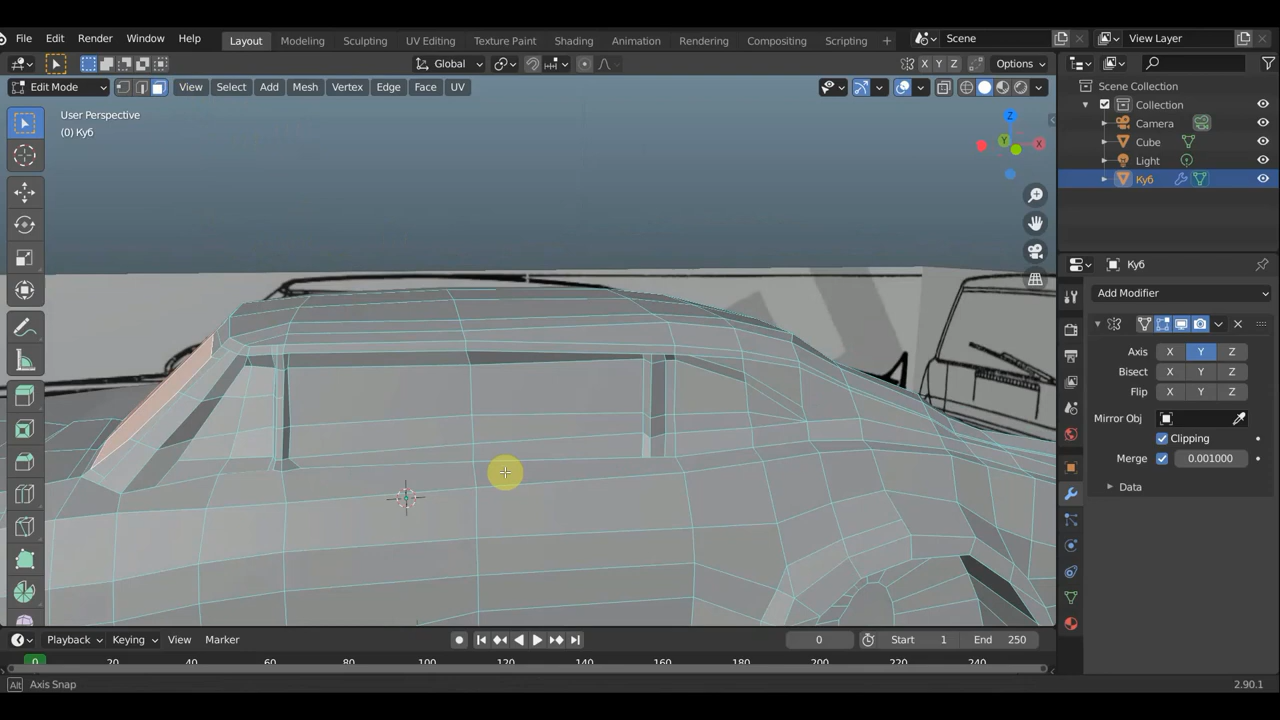 File Edit Render Window Help Layout Modeling Sculpting UV Editing Texture Paint Shading Animation Rendering Compositing Scripting + Scene View Layer
Global X Y Z Options
Edit Mode View Select Add Mesh Vertex Edge Face UV
User Perspective
(0) Куб
Z
Y
X
Scene Collection
Collection
Camera
Cube
Light
Куб
Куб
Add Modifier
Axis X Y Z
Bisect X Y Z
Flip X Y Z
Mirror Obj
Clipping
Merge 0.001000
Data
Playback Keying View Marker 0 Start 1 End 250
0 20 40 60 80 100 120 140 160 180 200 220 240
Alt Axis Snap 2.90.1